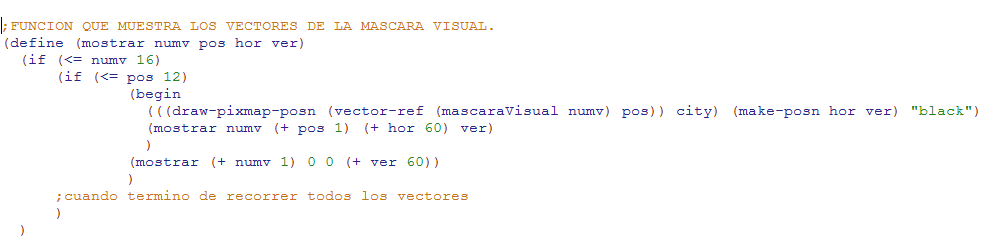 ;FUNCION QUE MUESTRA LOS VECTORES DE LA MASCARA VISUAL.
(define (mostrar numv pos hor ver)
  (if (<= numv 16)
      (if (<= pos 12)
              (begin
                (((draw-pixmap-posn (vector-ref (mascaraVisual numv) pos)) city) (make-posn hor ver) "black")
                (mostrar numv (+ pos 1) (+ hor 60) ver)
                )
              (mostrar (+ numv 1) 0 0 (+ ver 60))
              )
      ;cuando termino de recorrer todos los vectores
      )
  )